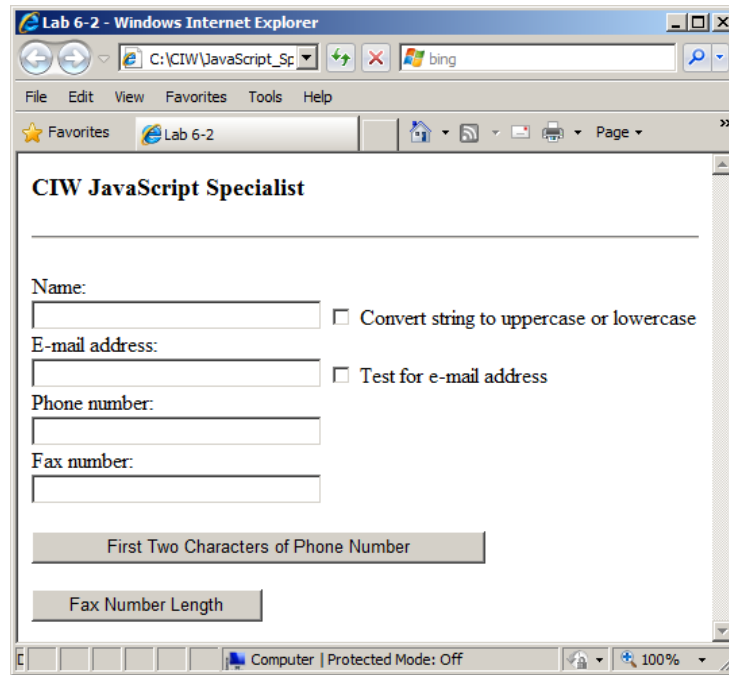 Lab 6-2 - Windows Internet Explorer
C:\CIW\JavaScript_Sp bing
File Edit View Favorites Tools Help
Favorites Lab 6-2 Page »
CIW JavaScript Specialist
Name:
Convert string to uppercase or lowercase
E-mail address:
Test for e-mail address
Phone number:
Fax number:
First Two Characters of Phone Number
Fax Number Length
Computer | Protected Mode: Off 100%